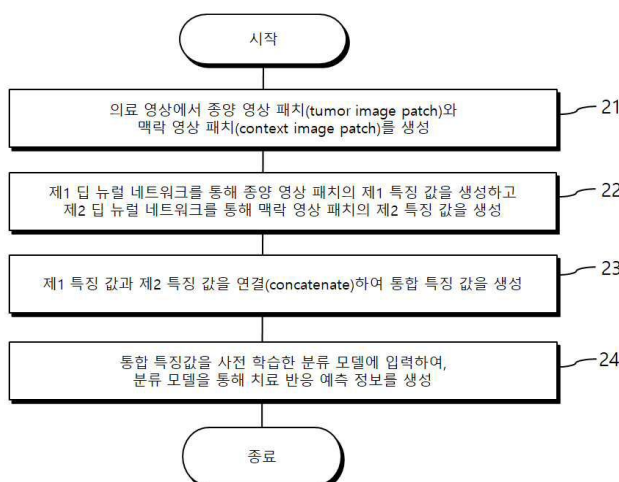 시작
의료 영상에서 종양 영상 패치(tumor image patch)와
맥락 영상 패치(context image patch)를 생성
21
제1 딥 뉴럴 네트워크를 통해 종양 영상 패치의 제1 특징 값을 생성하고
제2 딥 뉴럴 네트워크를 통해 맥락 영상 패치의 제2 특징 값을 생성
22
제1 특징 값과 제2 특징 값을 연결(concatenate)하여 통합 특징 값을 생성
23
통합 특징값을 사전 학습한 분류 모델에 입력하여,
분류 모델을 통해 치료 반응 예측 정보를 생성
24
종료